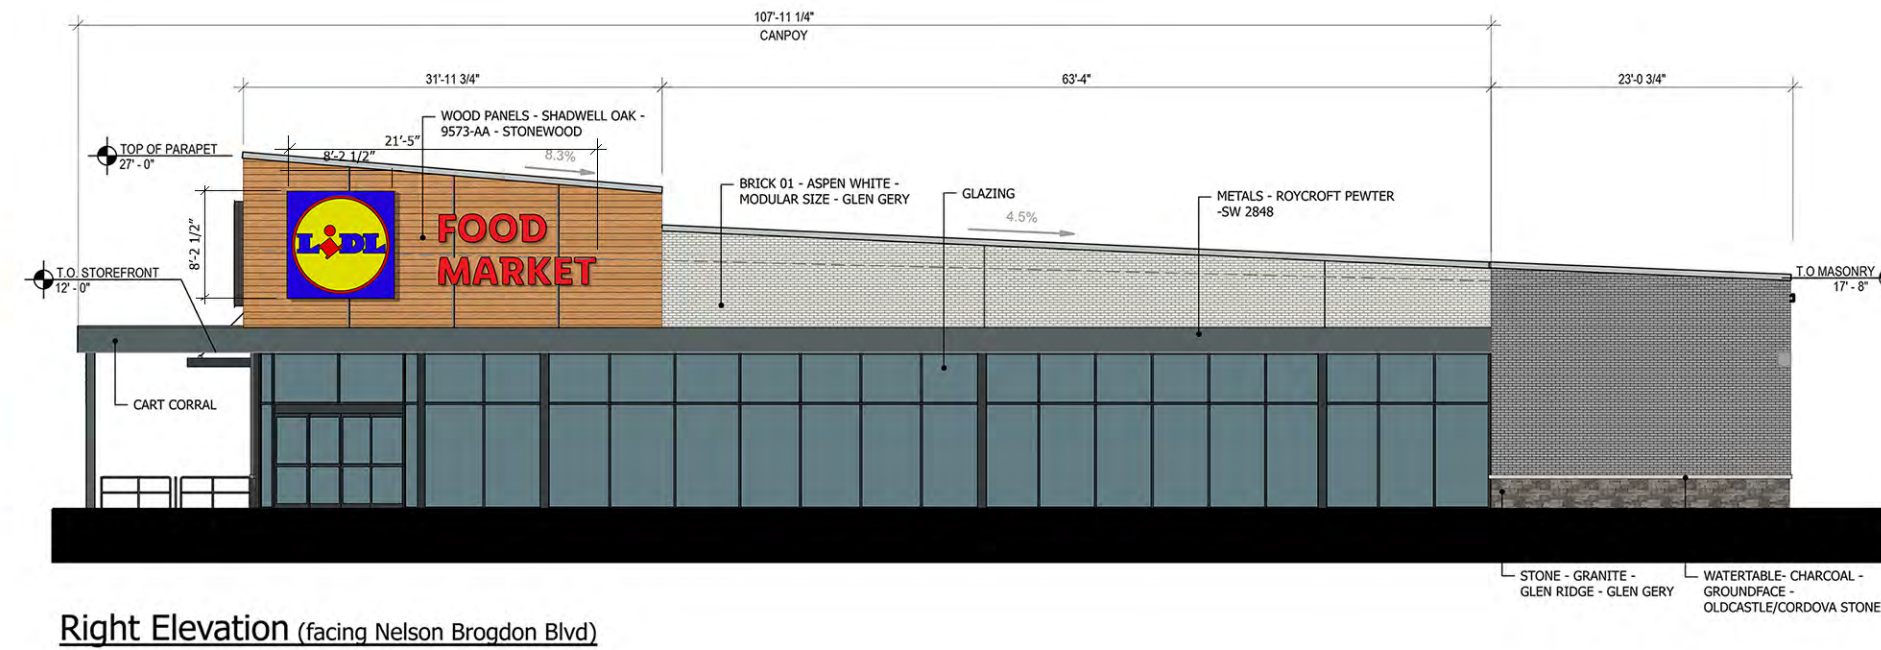 107'-11 1/4"
CANPOY
31'-11 3/4"
63'-4"
23'-0 3/4"
WOOD PANELS - SHADWELL OAK -
9573-AA - STONEWOOD
21'-5"
8'-2 1/2"
8.3%
TOP OF PARAPET
27' - 0"
BRICK 01 - ASPEN WHITE -
MODULAR SIZE - GLEN GERY
GLAZING
METALS - ROYCROFT PEWTER
-SW 2848
4.5%
8'-2 1/2"
LIDL
FOOD
MARKET
T.O. STOREFRONT
12' - 0"
T.O MASONRY
17' - 8"
CART CORRAL
STONE - GRANITE -
GLEN RIDGE - GLEN GERY
WATERTABLE- CHARCOAL -
GROUNDFACE -
OLDCASTLE/CORDOVA STONE
Right Elevation (facing Nelson Brogdon Blvd)